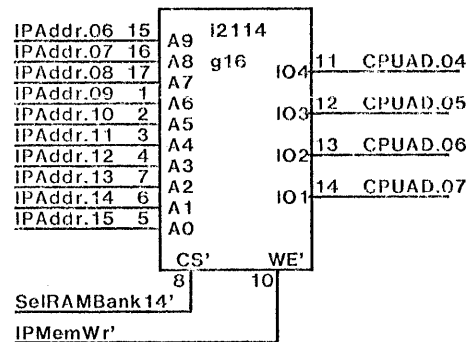 IPAddr.06 15 A9 i2114
IPAddr.07 16 A8 g16
IPAddr.08 17 A7 IO4 11 CPUAD.04
IPAddr.09 1 A6
IPAddr.10 2 A5 IO3 12 CPUAD.05
IPAddr.11 3 A4
IPAddr.12 4 A3 IO2 13 CPUAD.06
IPAddr.13 7 A2
IPAddr.14 6 A1 IO1 14 CPUAD.07
IPAddr.15 5 A0
CS' WE'
8 10
SelRAMBank14'
IPMemWr'